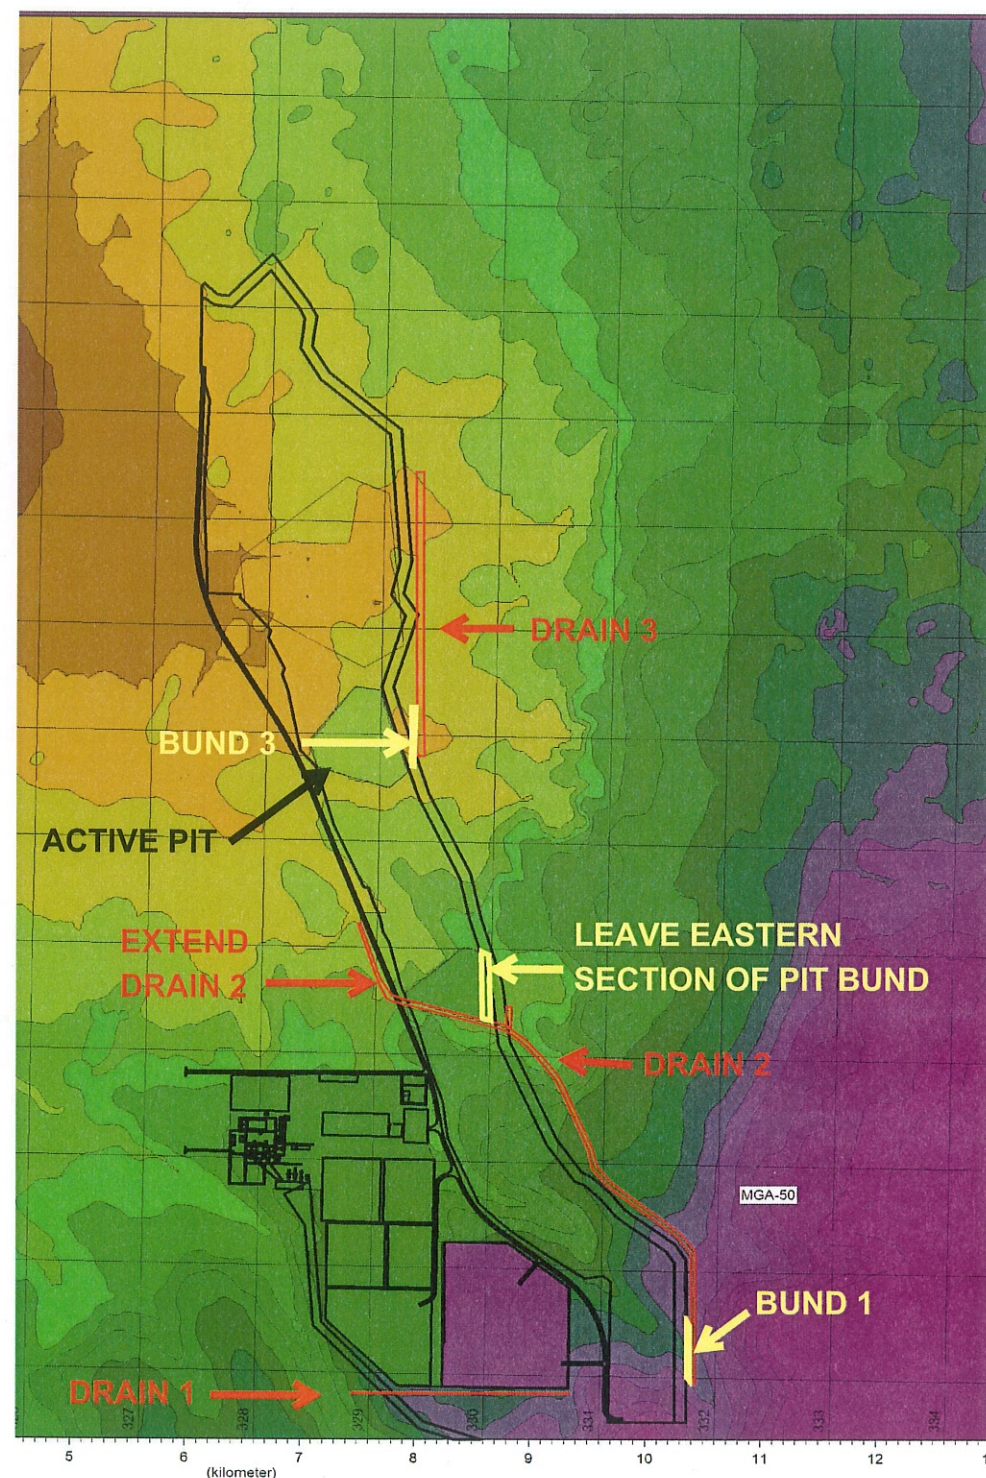 DRAIN 3
BUND 3
ACTIVE PIT
EXTEND
DRAIN 2
LEAVE EASTERN
SECTION OF PIT BUND
DRAIN 2
MGA-50
BUND 1
DRAIN 1
327 328 329 330 331 332 333 334
5 6 7 8 9 10 11 12
(kilometer)